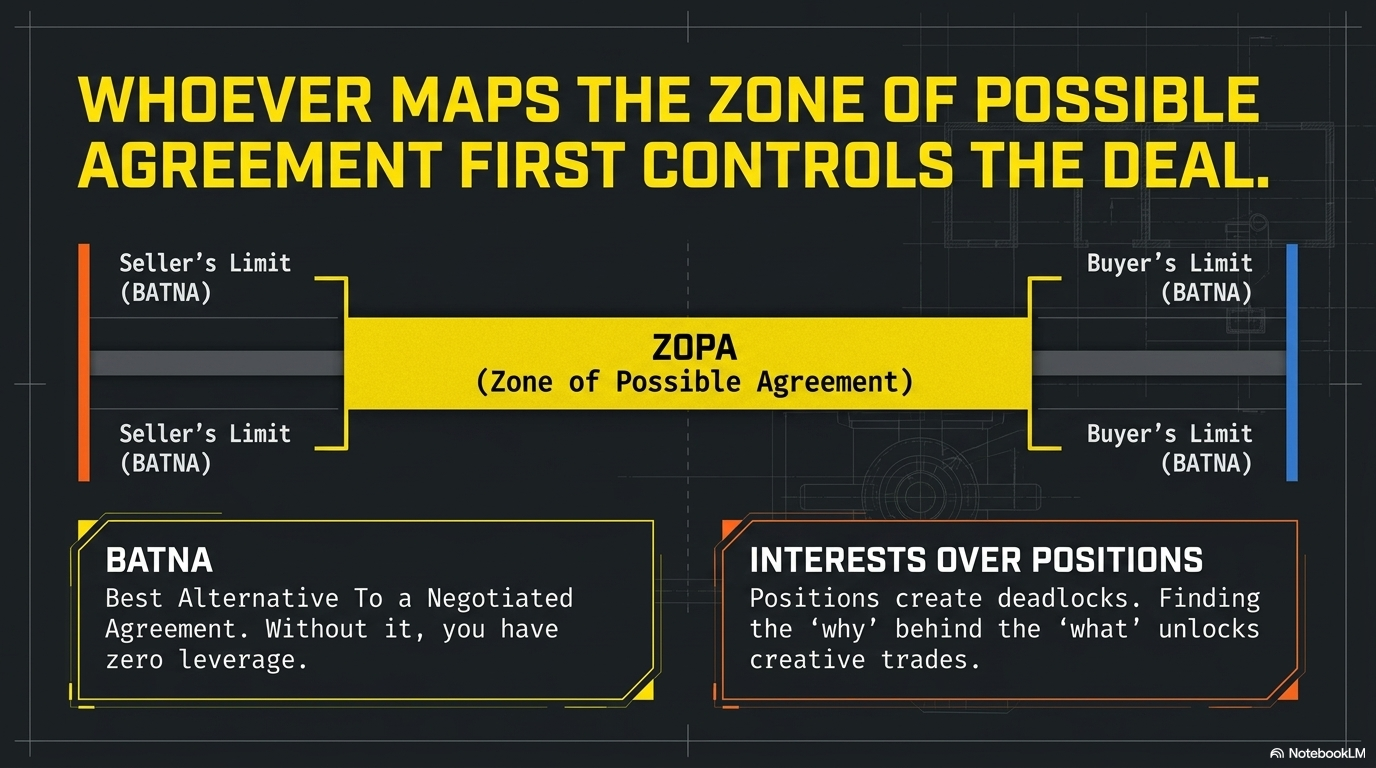 WHOEVER MAPS THE ZONE OF POSSIBLE
AGREEMENT FIRST CONTROLS THE DEAL.
Seller’s Limit
(BATNA)
Buyer’s Limit
(BATNA)
ZOPA
(Zone of Possible Agreement)
Seller’s Limit
(BATNA)
Buyer’s Limit
(BATNA)
BATNA
Best Alternative To a Negotiated
Agreement. Without it, you have
zero leverage.
INTERESTS OVER POSITIONS
Positions create deadlocks. Finding
the ‘why’ behind the ‘what’ unlocks
creative trades.
NotebookLM